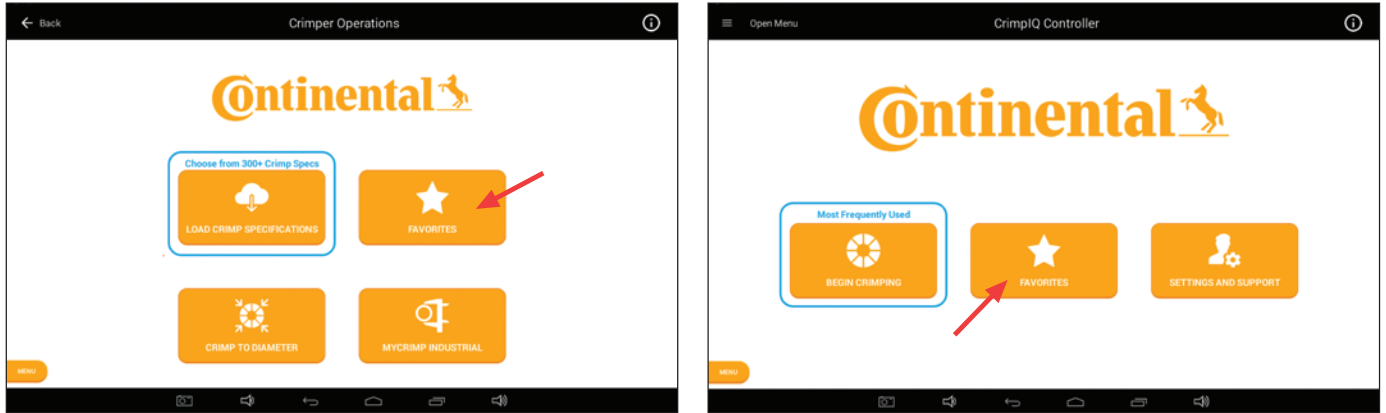 Back
Crimper Operations
Continental
Choose from 300+ Crimp Specs
LOAD CRIMP SPECIFICATIONS
FAVORITES
CRIMP TO DIAMETER
MYCRIMP INDUSTRIAL
MENU
Open Menu
CrimpIQ Controller
Continental
Most Frequently Used
BEGIN CRIMPING
FAVORITES
SETTINGS AND SUPPORT
MENU